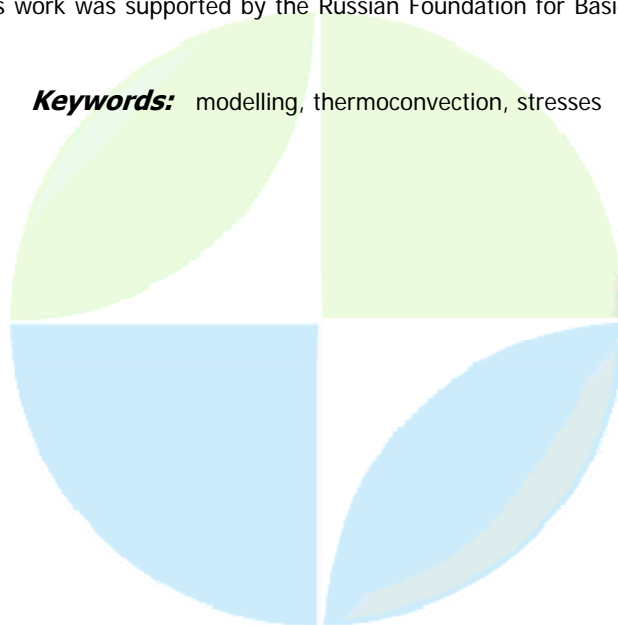 s work was supported by the Russian Foundation for Basi
Keywords: modelling, thermoconvection, stresses